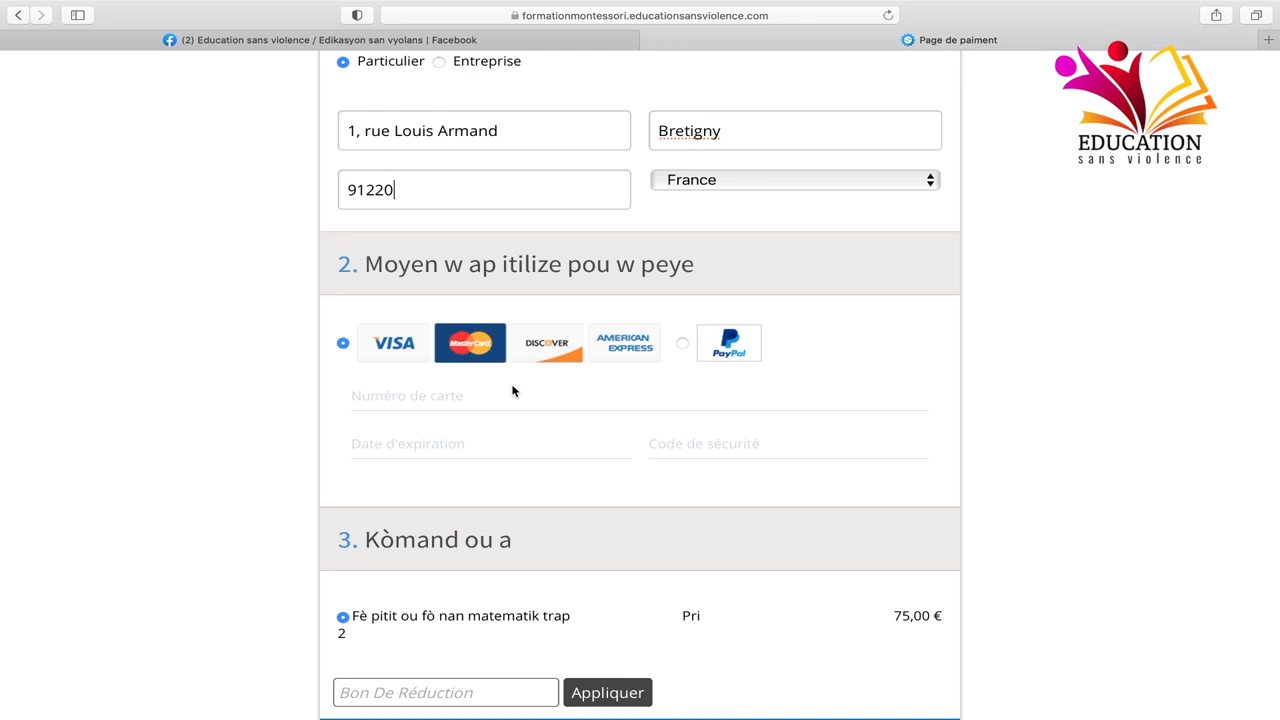 formationmontessori.educationsansviolence.com
(2) Education sans violence / Edikasyon san vyolans | Facebook
Page de paiment
Particulier Entreprise
EDUCATION
sans violence
1, rue Louis Armand Bretigny
91220 France
2. Moyen w ap itilize pou w peye
VISA MasterCard DISCOVER AMERICAN EXPRESS PayPal
Numéro de carte
Date d'expiration Code de sécurité
3. Kòmand ou a
Fè pitit ou fò nan matematik trap Pri 75,00 €
2
Bon De Réduction Appliquer